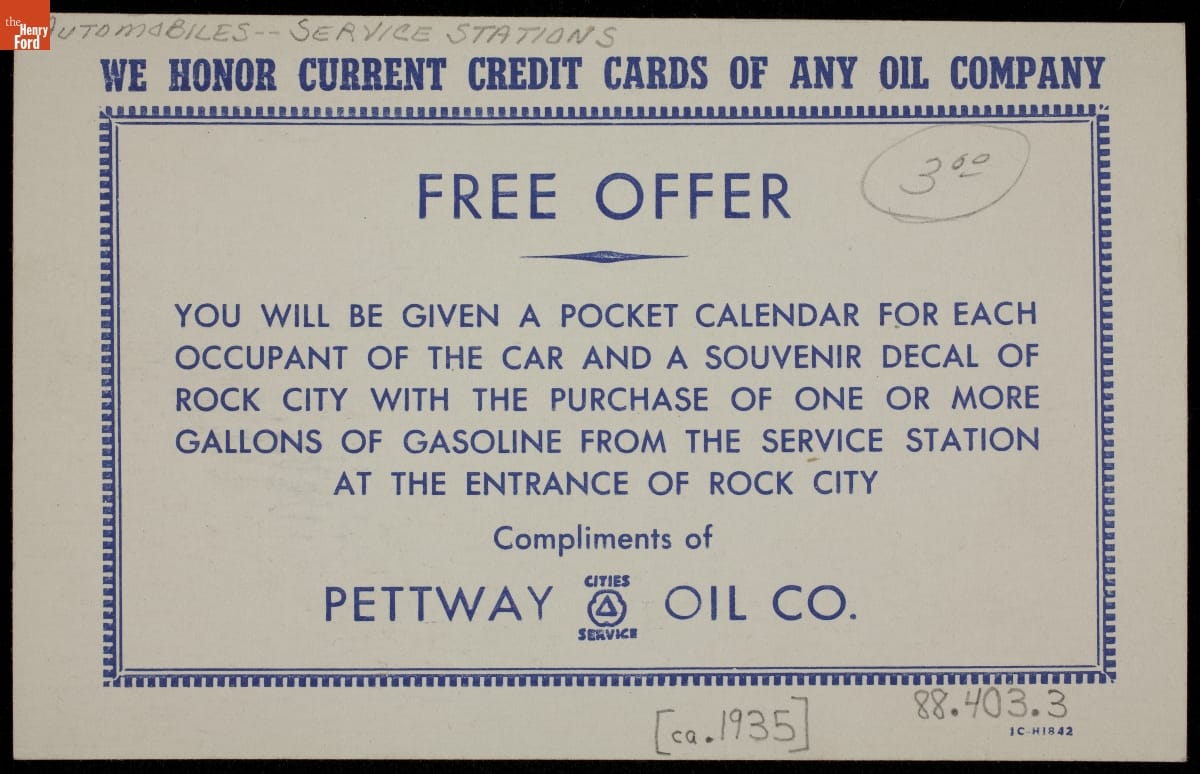 the
Henry
Ford
AUTOMOBILES -- SERVICE STATIONS
WE HONOR CURRENT CREDIT CARDS OF ANY OIL COMPANY
3.00
FREE OFFER
YOU WILL BE GIVEN A POCKET CALENDAR FOR EACH
OCCUPANT OF THE CAR AND A SOUVENIR DECAL OF
ROCK CITY WITH THE PURCHASE OF ONE OR MORE
GALLONS OF GASOLINE FROM THE SERVICE STATION
AT THE ENTRANCE OF ROCK CITY
Compliments of
PETTWAY CITIES SERVICE OIL CO.
[ca. 1935]
88.403.3
1C-H1842